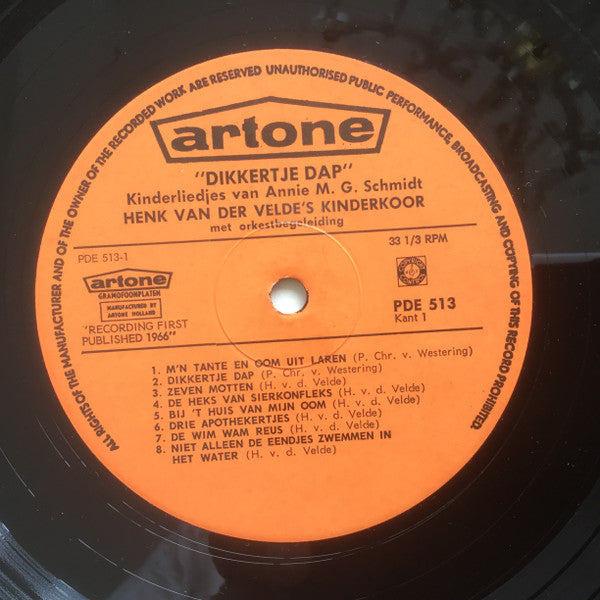 ALL RIGHTS OF THE MANUFACTURER AND OF THE OWNER OF THE RECORDED WORK ARE RESERVED UNAUTHORISED PUBLIC PERFORMANCE, BROADCASTING AND COPYING OF THIS RECORD PROHIBITED.
artone
"DIKKERTJE DAP"
Kinderliedjes van Annie M. G. Schmidt
HENK VAN DER VELDE'S KINDERKOOR
met orkestbegeleiding
PDE 513-1
33 1/3 RPM
artone
GRAMOFOONPLATEN
MANUFACTURED BY
ARTONE HOLLAND
"RECORDING FIRST
PUBLISHED 1966"
PDE 513
Kant 1
1. M'N TANTE EN OOM UIT LAREN (P. Chr. v. Westering)
2. DIKKERTJE DAP (P. Chr. v. Westering)
3. ZEVEN MOTTEN (H. v. d. Velde)
4. DE HEKS VAN SIERKONFLEKS (H. v. d. Velde)
5. BIJ 'T HUIS VAN MIJN OOM (H. v. d. Velde)
6. DRIE APOTHEKERTJES (H. v. d. Velde)
7. DE WIM WAM REUS (H. v. d. Velde)
8. NIET ALLEEN DE EENDJES ZWEMMEN IN
HET WATER (H. v. d. Velde)